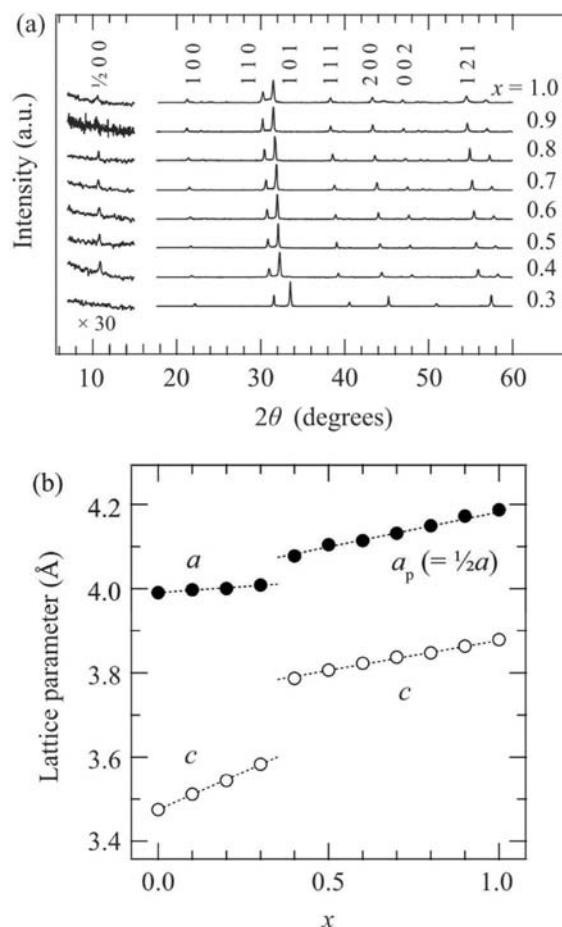 (a)
½ 0 0
1 0 0
1 1 0
1 0 1
1 1 1
2 0 0
0 0 2
1 2 1
x = 1.0
0.9
0.8
0.7
0.6
0.5
0.4
0.3
× 30
Intensity (a.u.)
10 20 30 40 50 60
2θ (degrees)
(b)
4.2
4.0
3.8
3.6
3.4
Lattice parameter (Å)
a
aₚ (= ½a)
c
c
0.0 0.5 1.0
x